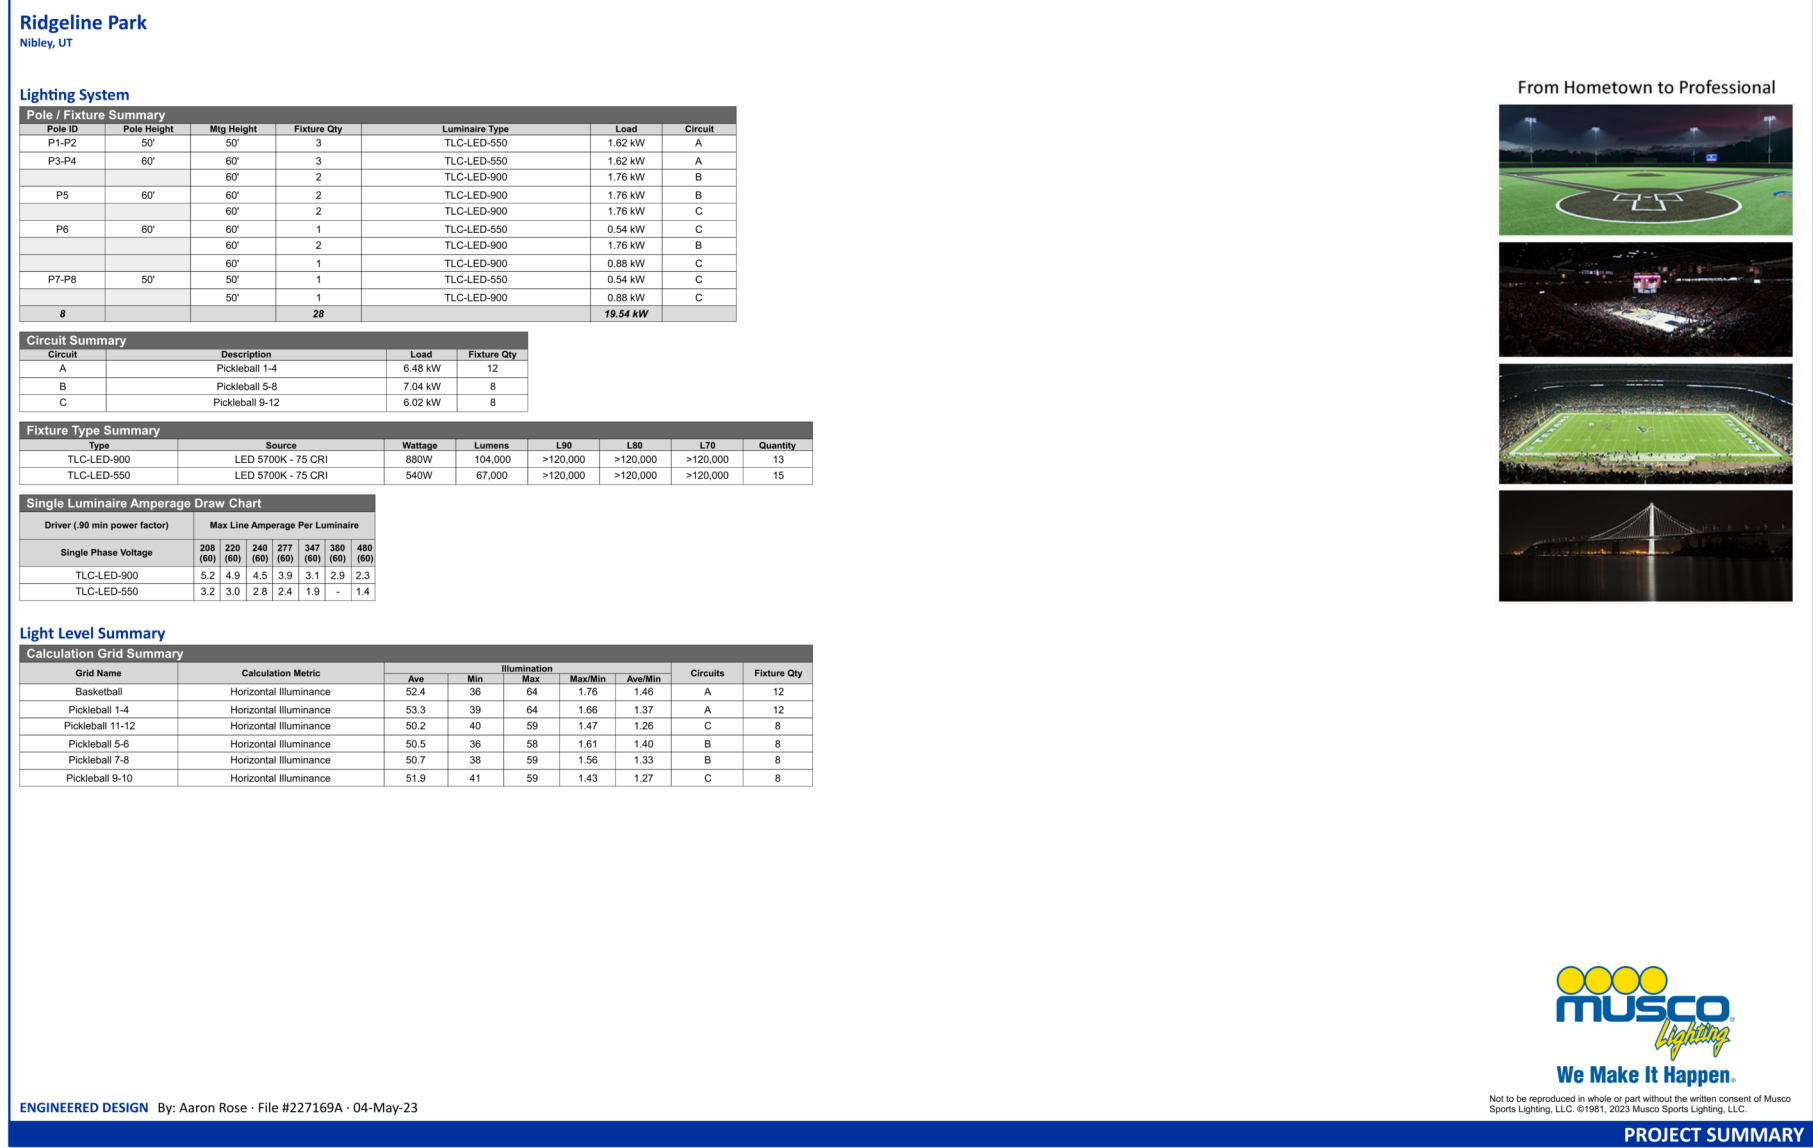 Ridgeline Park
Nibley, UT
Lighting System
Pole / Fixture Summary
Pole ID Pole Height Mtg Height Fixture Qty Luminaire Type Load Circuit
P1-P2 50' 50' 3 TLC-LED-550 1.62 kW A
P3-P4 60' 60' 3 TLC-LED-550 1.62 kW A
60' 2 TLC-LED-900 1.76 kW B
P5 60' 60' 2 TLC-LED-900 1.76 kW B
60' 2 TLC-LED-900 1.76 kW C
P6 60' 60' 1 TLC-LED-550 0.54 kW C
60' 2 TLC-LED-900 1.76 kW B
60' 1 TLC-LED-900 0.88 kW C
P7-P8 50' 50' 1 TLC-LED-550 0.54 kW C
50' 1 TLC-LED-900 0.88 kW C
8 28 19.54 kW
Circuit Summary
Circuit Description Load Fixture Qty
A Pickleball 1-4 6.48 kW 12
B Pickleball 5-8 7.04 kW 8
C Pickleball 9-12 6.02 kW 8
Fixture Type Summary
Type Source Wattage Lumens L90 L80 L70 Quantity
TLC-LED-900 LED 5700K - 75 CRI 880W 104,000 >120,000 >120,000 >120,000 13
TLC-LED-550 LED 5700K - 75 CRI 540W 67,000 >120,000 >120,000 >120,000 15
Single Luminaire Amperage Draw Chart
Driver (.90 min power factor) Max Line Amperage Per Luminaire
Single Phase Voltage 208 (60) 220 (60) 240 (60) 277 (60) 347 (60) 380 (60) 480 (60)
TLC-LED-900 5.2 4.9 4.5 3.9 3.1 2.9 2.3
TLC-LED-550 3.2 3.0 2.8 2.4 1.9 - 1.4
Light Level Summary
Calculation Grid Summary
Grid Name Calculation Metric Illumination Circuits Fixture Qty
Ave Min Max Max/Min Ave/Min
Basketball Horizontal Illuminance 52.4 36 64 1.76 1.46 A 12
Pickleball 1-4 Horizontal Illuminance 53.3 39 64 1.66 1.37 A 12
Pickleball 11-12 Horizontal Illuminance 50.2 40 59 1.47 1.26 C 8
Pickleball 5-6 Horizontal Illuminance 50.5 36 58 1.61 1.40 B 8
Pickleball 7-8 Horizontal Illuminance 50.7 38 59 1.56 1.33 B 8
Pickleball 9-10 Horizontal Illuminance 51.9 41 59 1.43 1.27 C 8
From Hometown to Professional
TEXANS
TEXANS
musco
Lighting
We Make It Happen®
ENGINEERED DESIGN By: Aaron Rose · File #227169A · 04-May-23
Not to be reproduced in whole or part without the written consent of Musco
Sports Lighting, LLC. ©1981, 2023 Musco Sports Lighting, LLC.
PROJECT SUMMARY